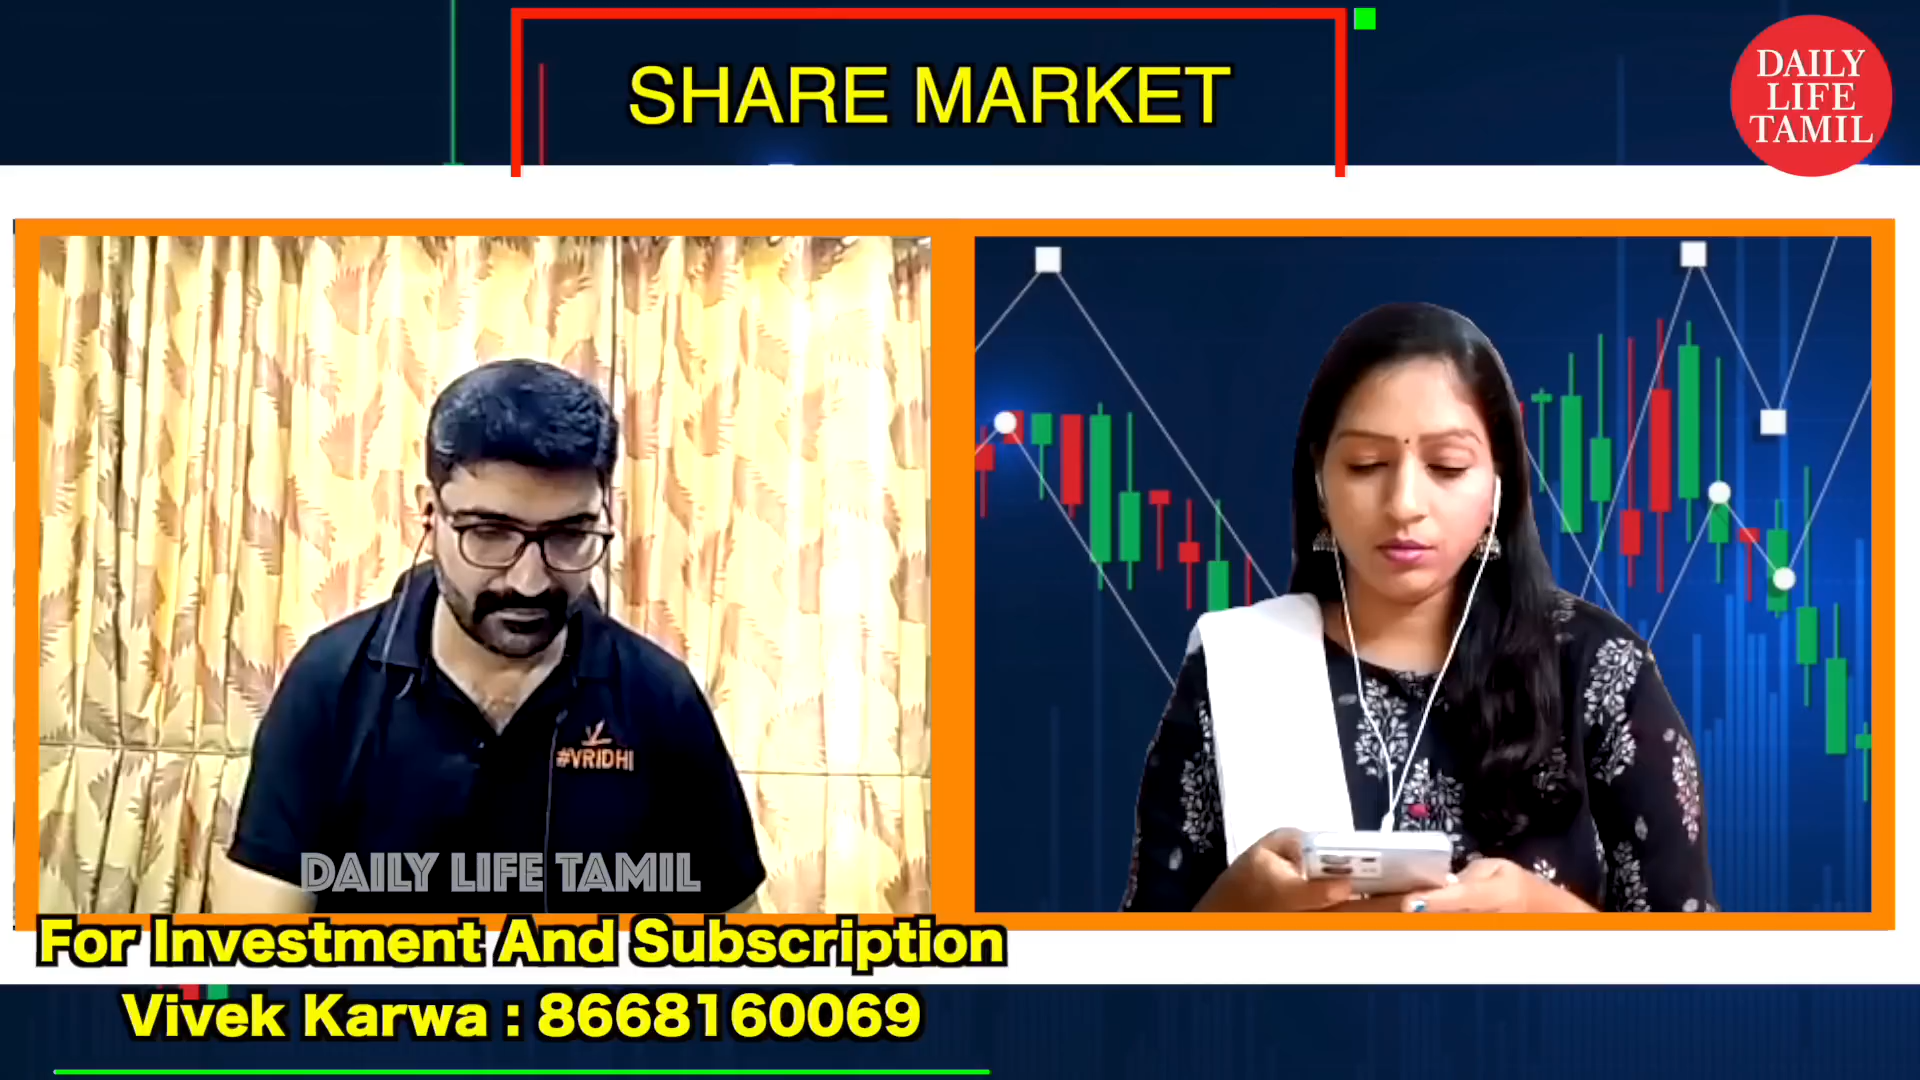 SHARE MARKET
DAILY
LIFE
TAMIL
#VRIDHI
DAILY LIFE TAMIL
For Investment And Subscription
Vivek Karwa : 8668160069